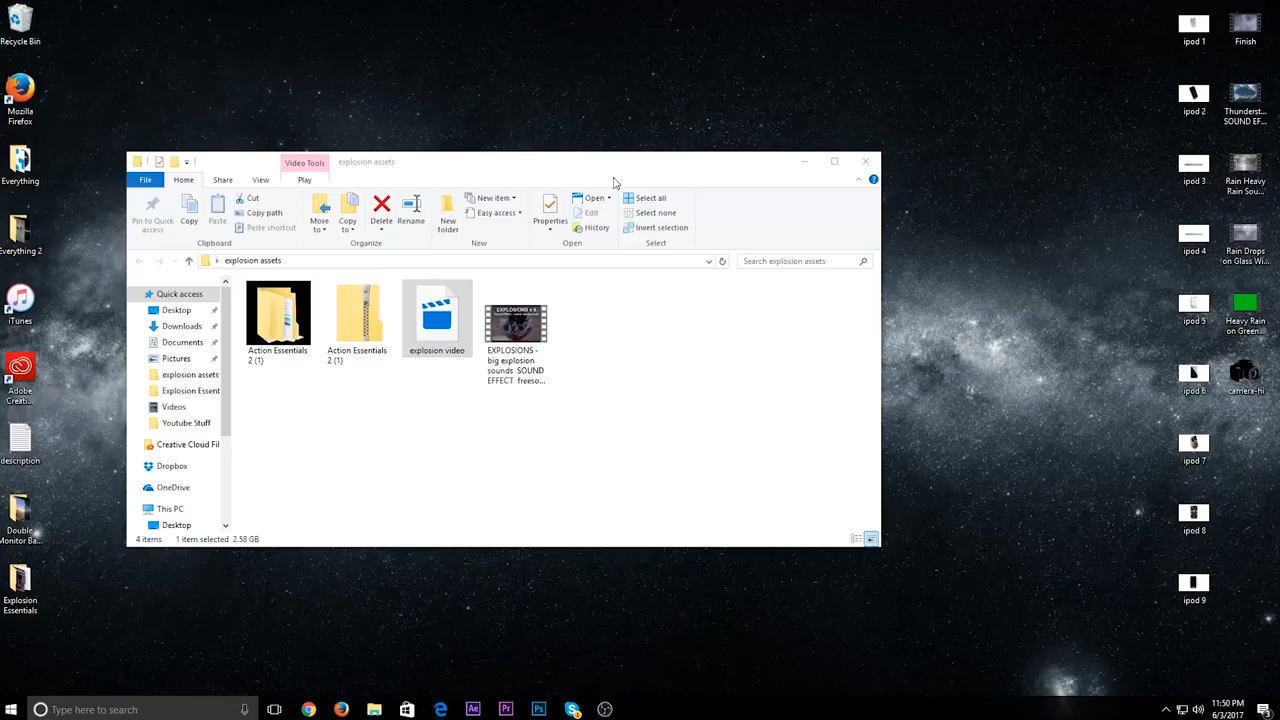 Recycle Bin
Mozilla
Firefox
Everything
Everything 2
iTunes
Adobe
Creati...
description
Double
Monitor Ba...
Explosion
Essentials
Video Tools
explosion assets
File
Home
Share
View
Play
Pin to Quick
access
Copy
Paste
Cut
Copy path
Paste shortcut
Clipboard
Move
to
Copy
to
Delete
Rename
Organize
New
folder
New item
Easy access
New
Properties
Open
Edit
History
Open
Select all
Select none
Invert selection
Select
explosion assets
Search explosion assets
Quick access
Desktop
Downloads
Documents
Pictures
explosion assets
Explosion Essent
Videos
Youtube Stuff
Creative Cloud Fil
Dropbox
OneDrive
This PC
Desktop
Action Essentials
2 (1)
Action Essentials
2 (1)
explosion video
EXPLOSIONS
EXPLOSIONS -
big explosion
sounds SOUND
EFFECT freeso...
4 items
1 item selected 2.58 GB
ipod 1
Finish
ipod 2
Thunderst...
SOUND EF...
ipod 3
Rain Heavy
Rain Sou...
ipod 4
Rain Drops
on Glass Wi...
ipod 5
Heavy Rain
on Green...
ipod 6
camera-hi
ipod 7
ipod 8
ipod 9
Type here to search
Ae
Pr
Ps
11:50 PM
6/3/2017